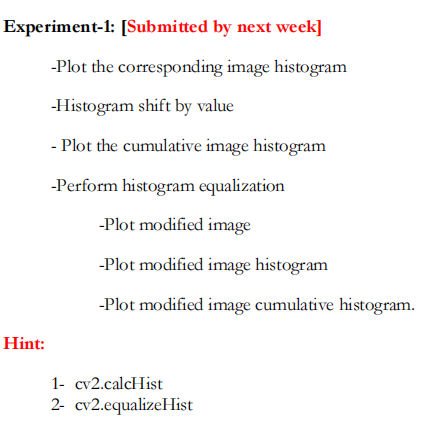 Experiment-1: [Submitted by next week]
-Plot the corresponding image histogram
-Histogram shift by value
- Plot the cumulative image histogram
-Perform histogram equalization
-Plot modified image
-Plot modified image histogram
-Plot modified image cumulative histogram.
Hint:
1- cv2.calcHist
2- cv2.equalizeHist